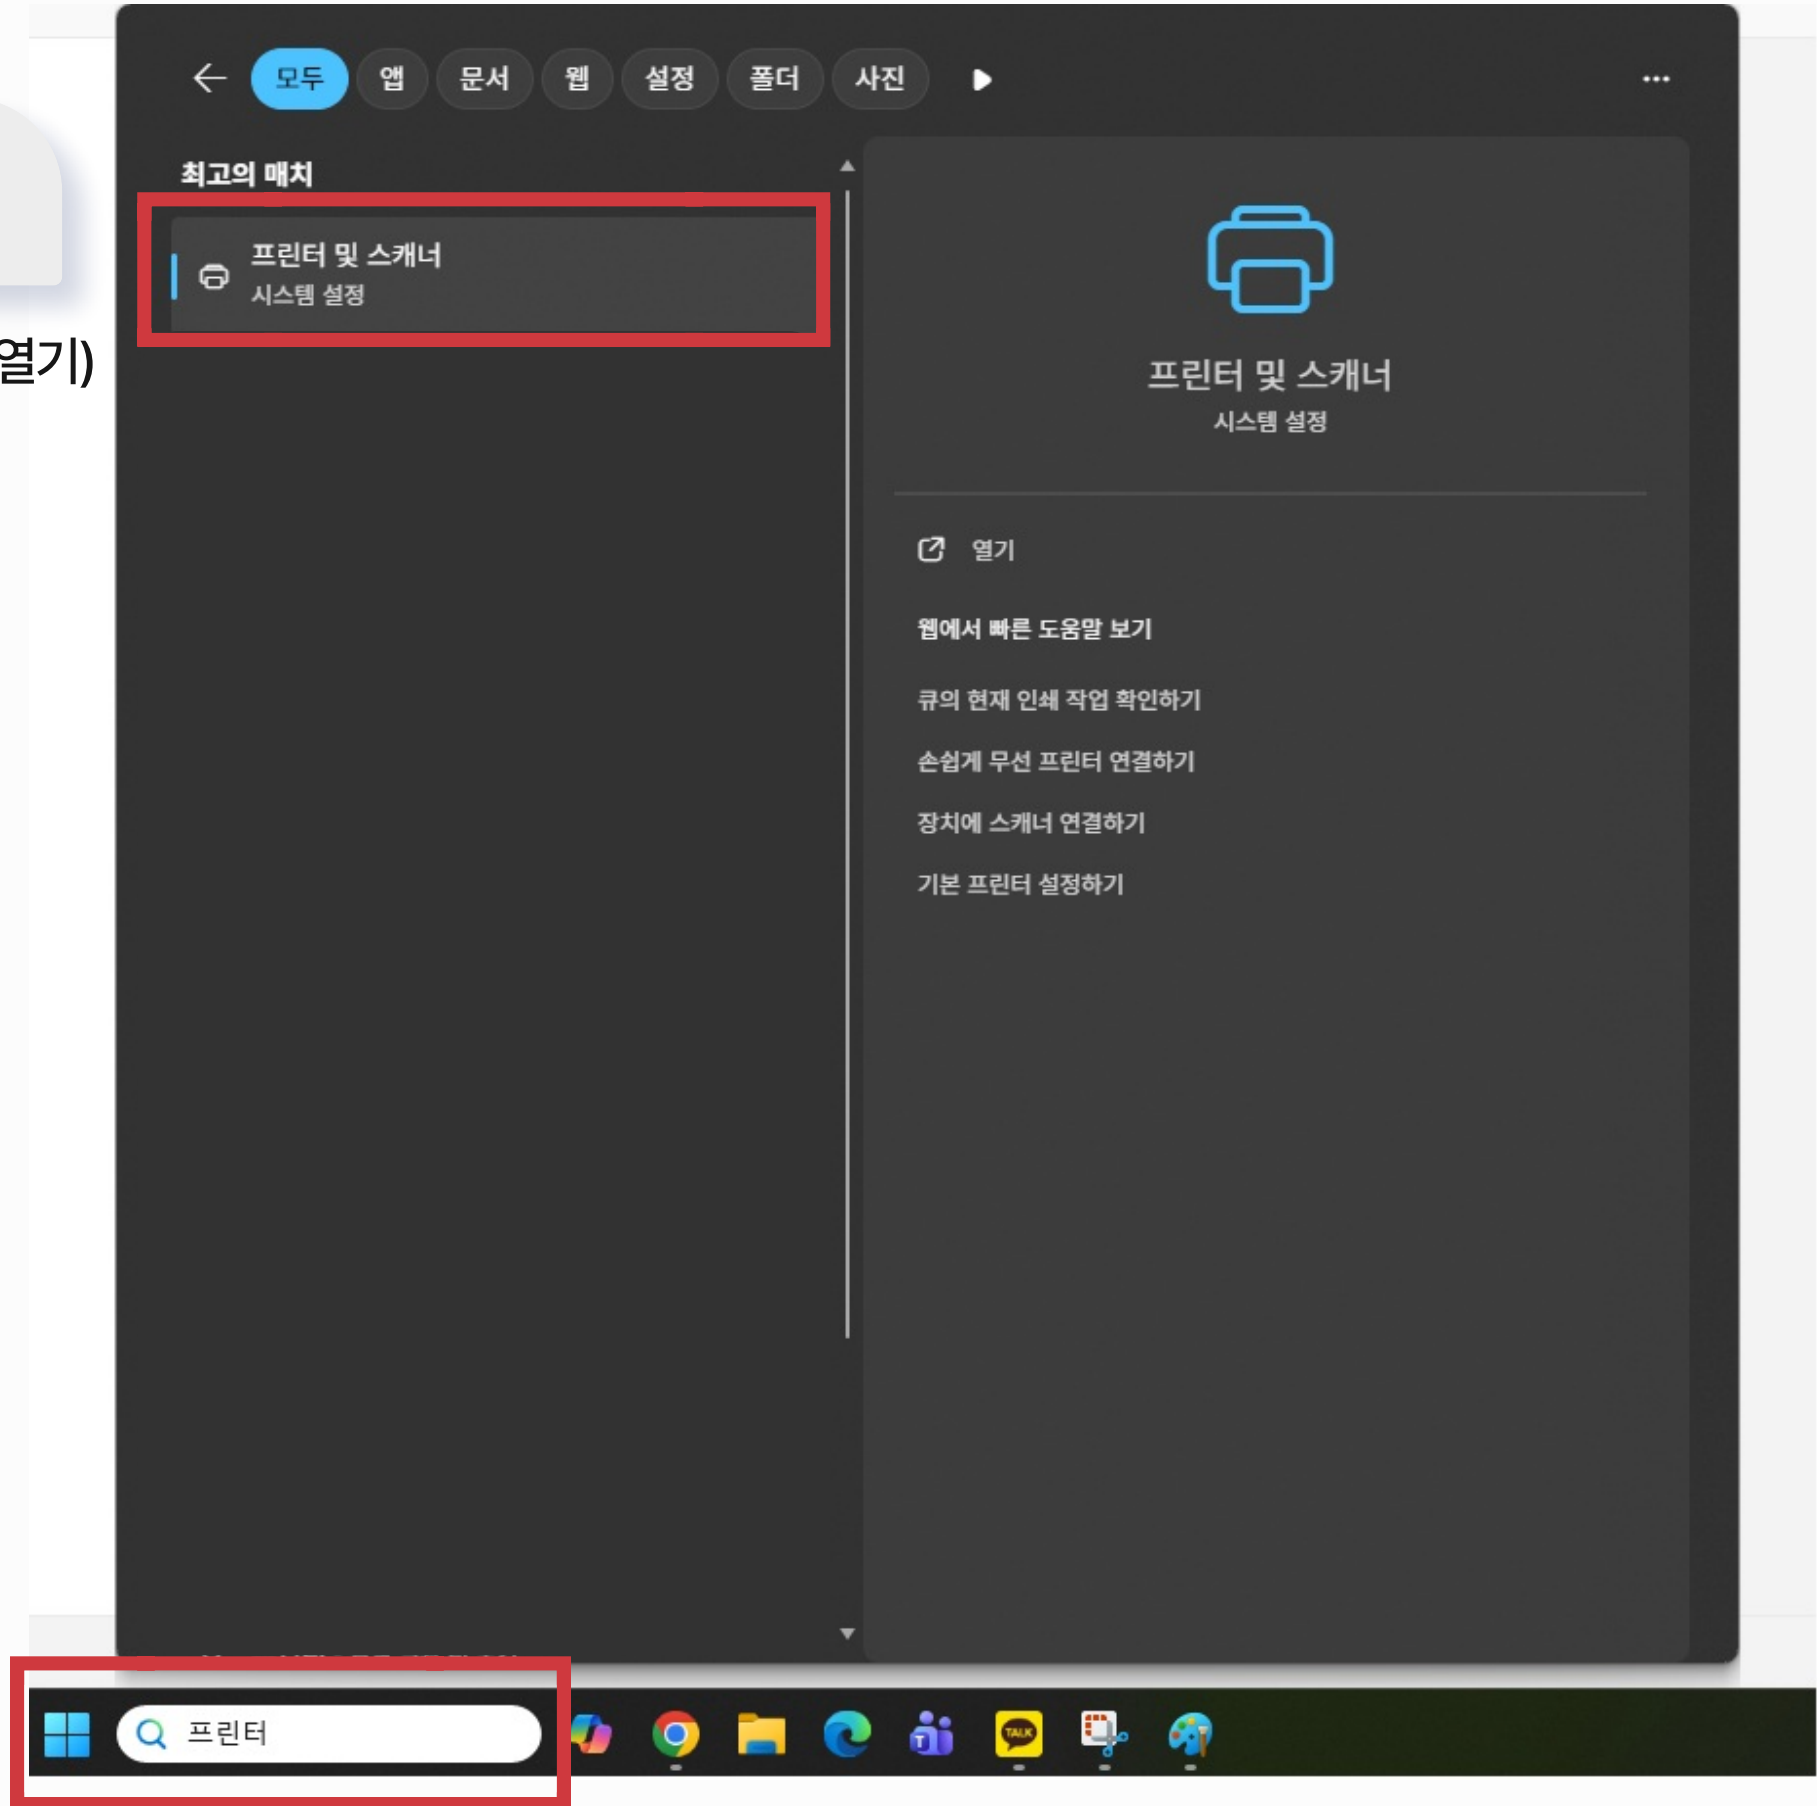 모두 앱 문서 웹 설정 폴더 사진
최고의 매치
프린터 및 스캐너
시스템 설정
열기)
프린터 및 스캐너
시스템 설정
열기
웹에서 빠른 도움말 보기
큐의 현재 인쇄 작업 확인하기
손쉽게 무선 프린터 연결하기
장치에 스캐너 연결하기
기본 프린터 설정하기
프린터
T
TALK